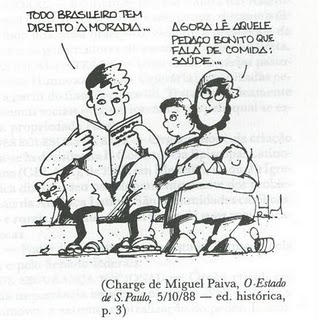 TODO BRASILEIRO TEM
DIREITO À MORADIA...
AGORA LÊ AQUELE
PEDAÇO BONITO QUE
FALA DE COMIDA,
SAÚDE...
(Charge de Miguel Paiva, O Estado
de S. Paulo, 5/10/88 — ed. histórica,
p. 3)